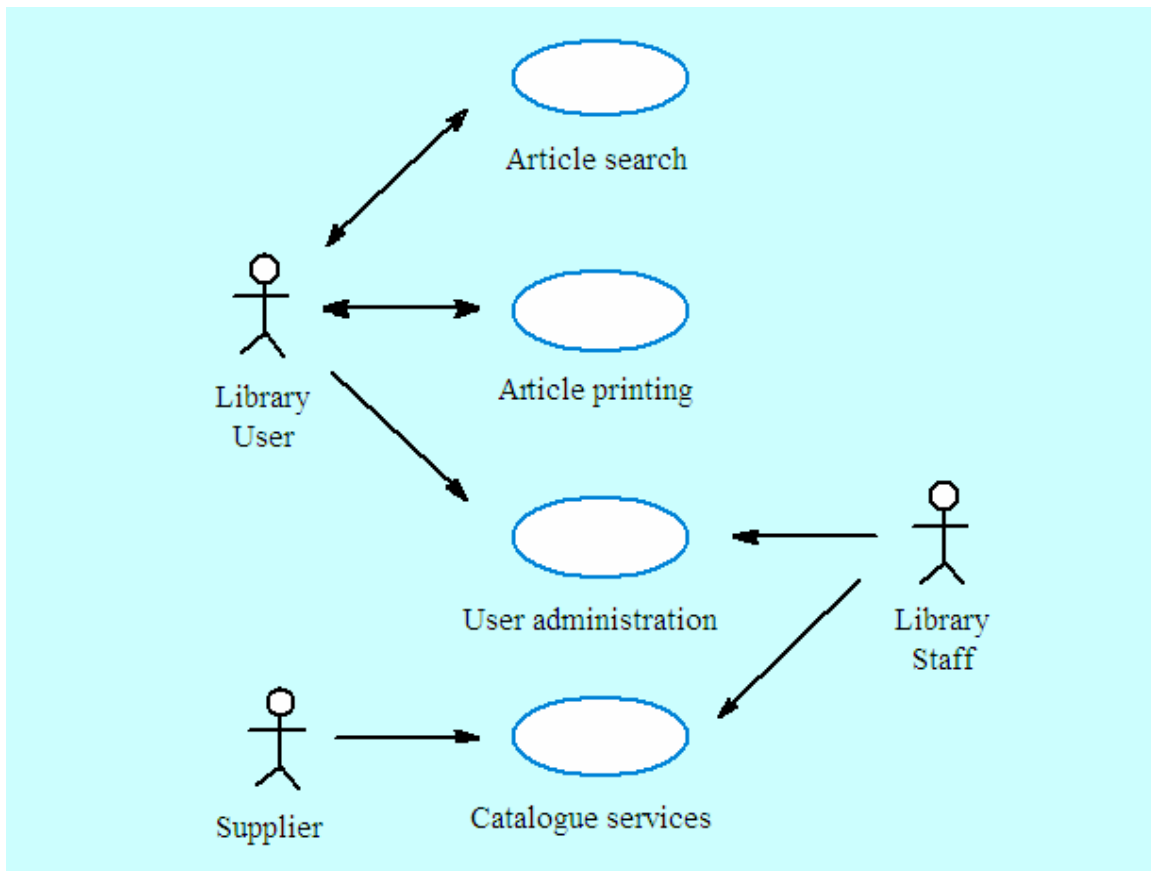 Article search
Article printing
Library
User
User administration
Library
Staff
Supplier
Catalogue services